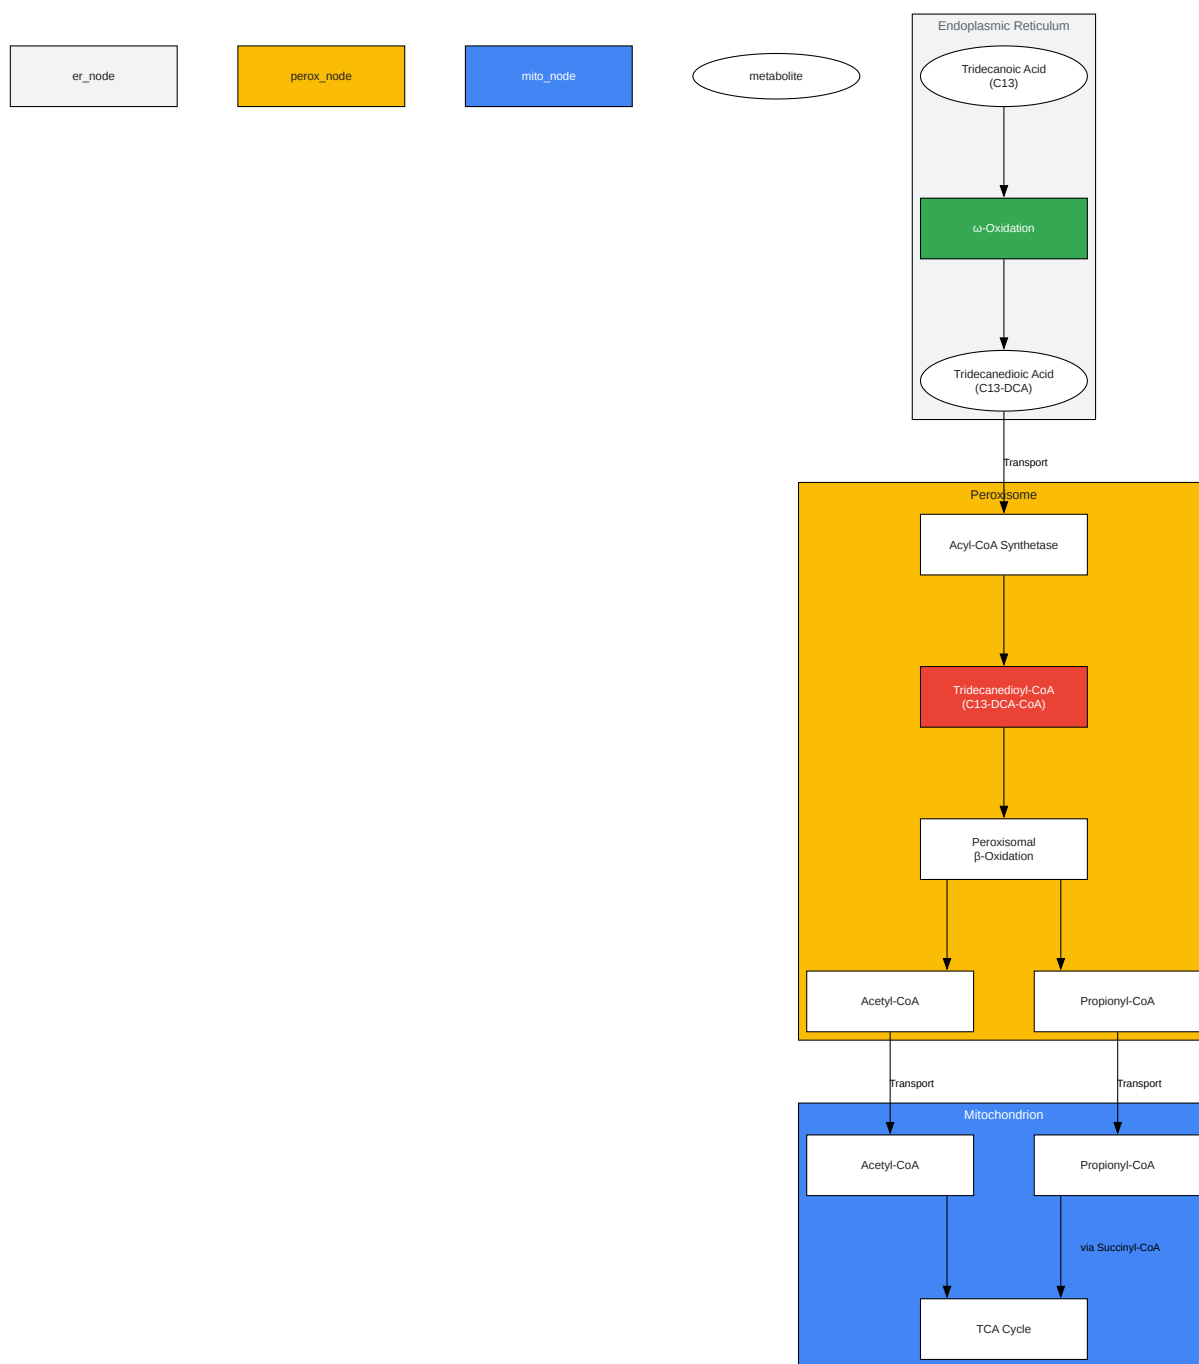 Endoplasmic Reticulum
er_node
perox_node
mito_node
metabolite
Tridecanoic Acid
(C13)
ω-Oxidation
Tridecanedioic Acid
(C13-DCA)
Transport
Peroxisome
Acyl-CoA Synthetase
Tridecanedioyl-CoA
(C13-DCA-CoA)
Peroxisomal
β-Oxidation
Acetyl-CoA
Propionyl-CoA
Transport
Transport
Mitochondrion
Acetyl-CoA
Propionyl-CoA
via Succinyl-CoA
TCA Cycle